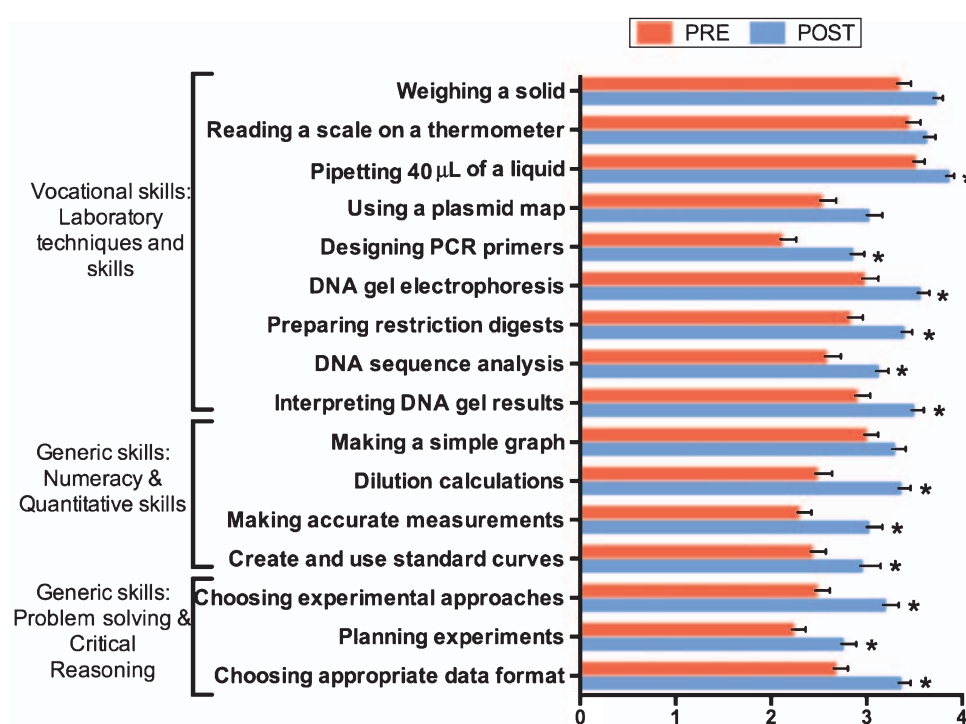 PRE POST
Vocational skills:
Laboratory
techniques and
skills
Weighing a solid
Reading a scale on a thermometer
Pipetting 40 µL of a liquid
*
Using a plasmid map
Designing PCR primers
*
DNA gel electrophoresis
*
Preparing restriction digests
*
DNA sequence analysis
*
Interpreting DNA gel results
*
Generic skills:
Numeracy &
Quantitative skills
Making a simple graph
Dilution calculations
*
Making accurate measurements
*
Create and use standard curves
*
Generic skills:
Problem solving &
Critical
Reasoning
Choosing experimental approaches
*
Planning experiments
*
Choosing appropriate data format
*
0 1 2 3 4